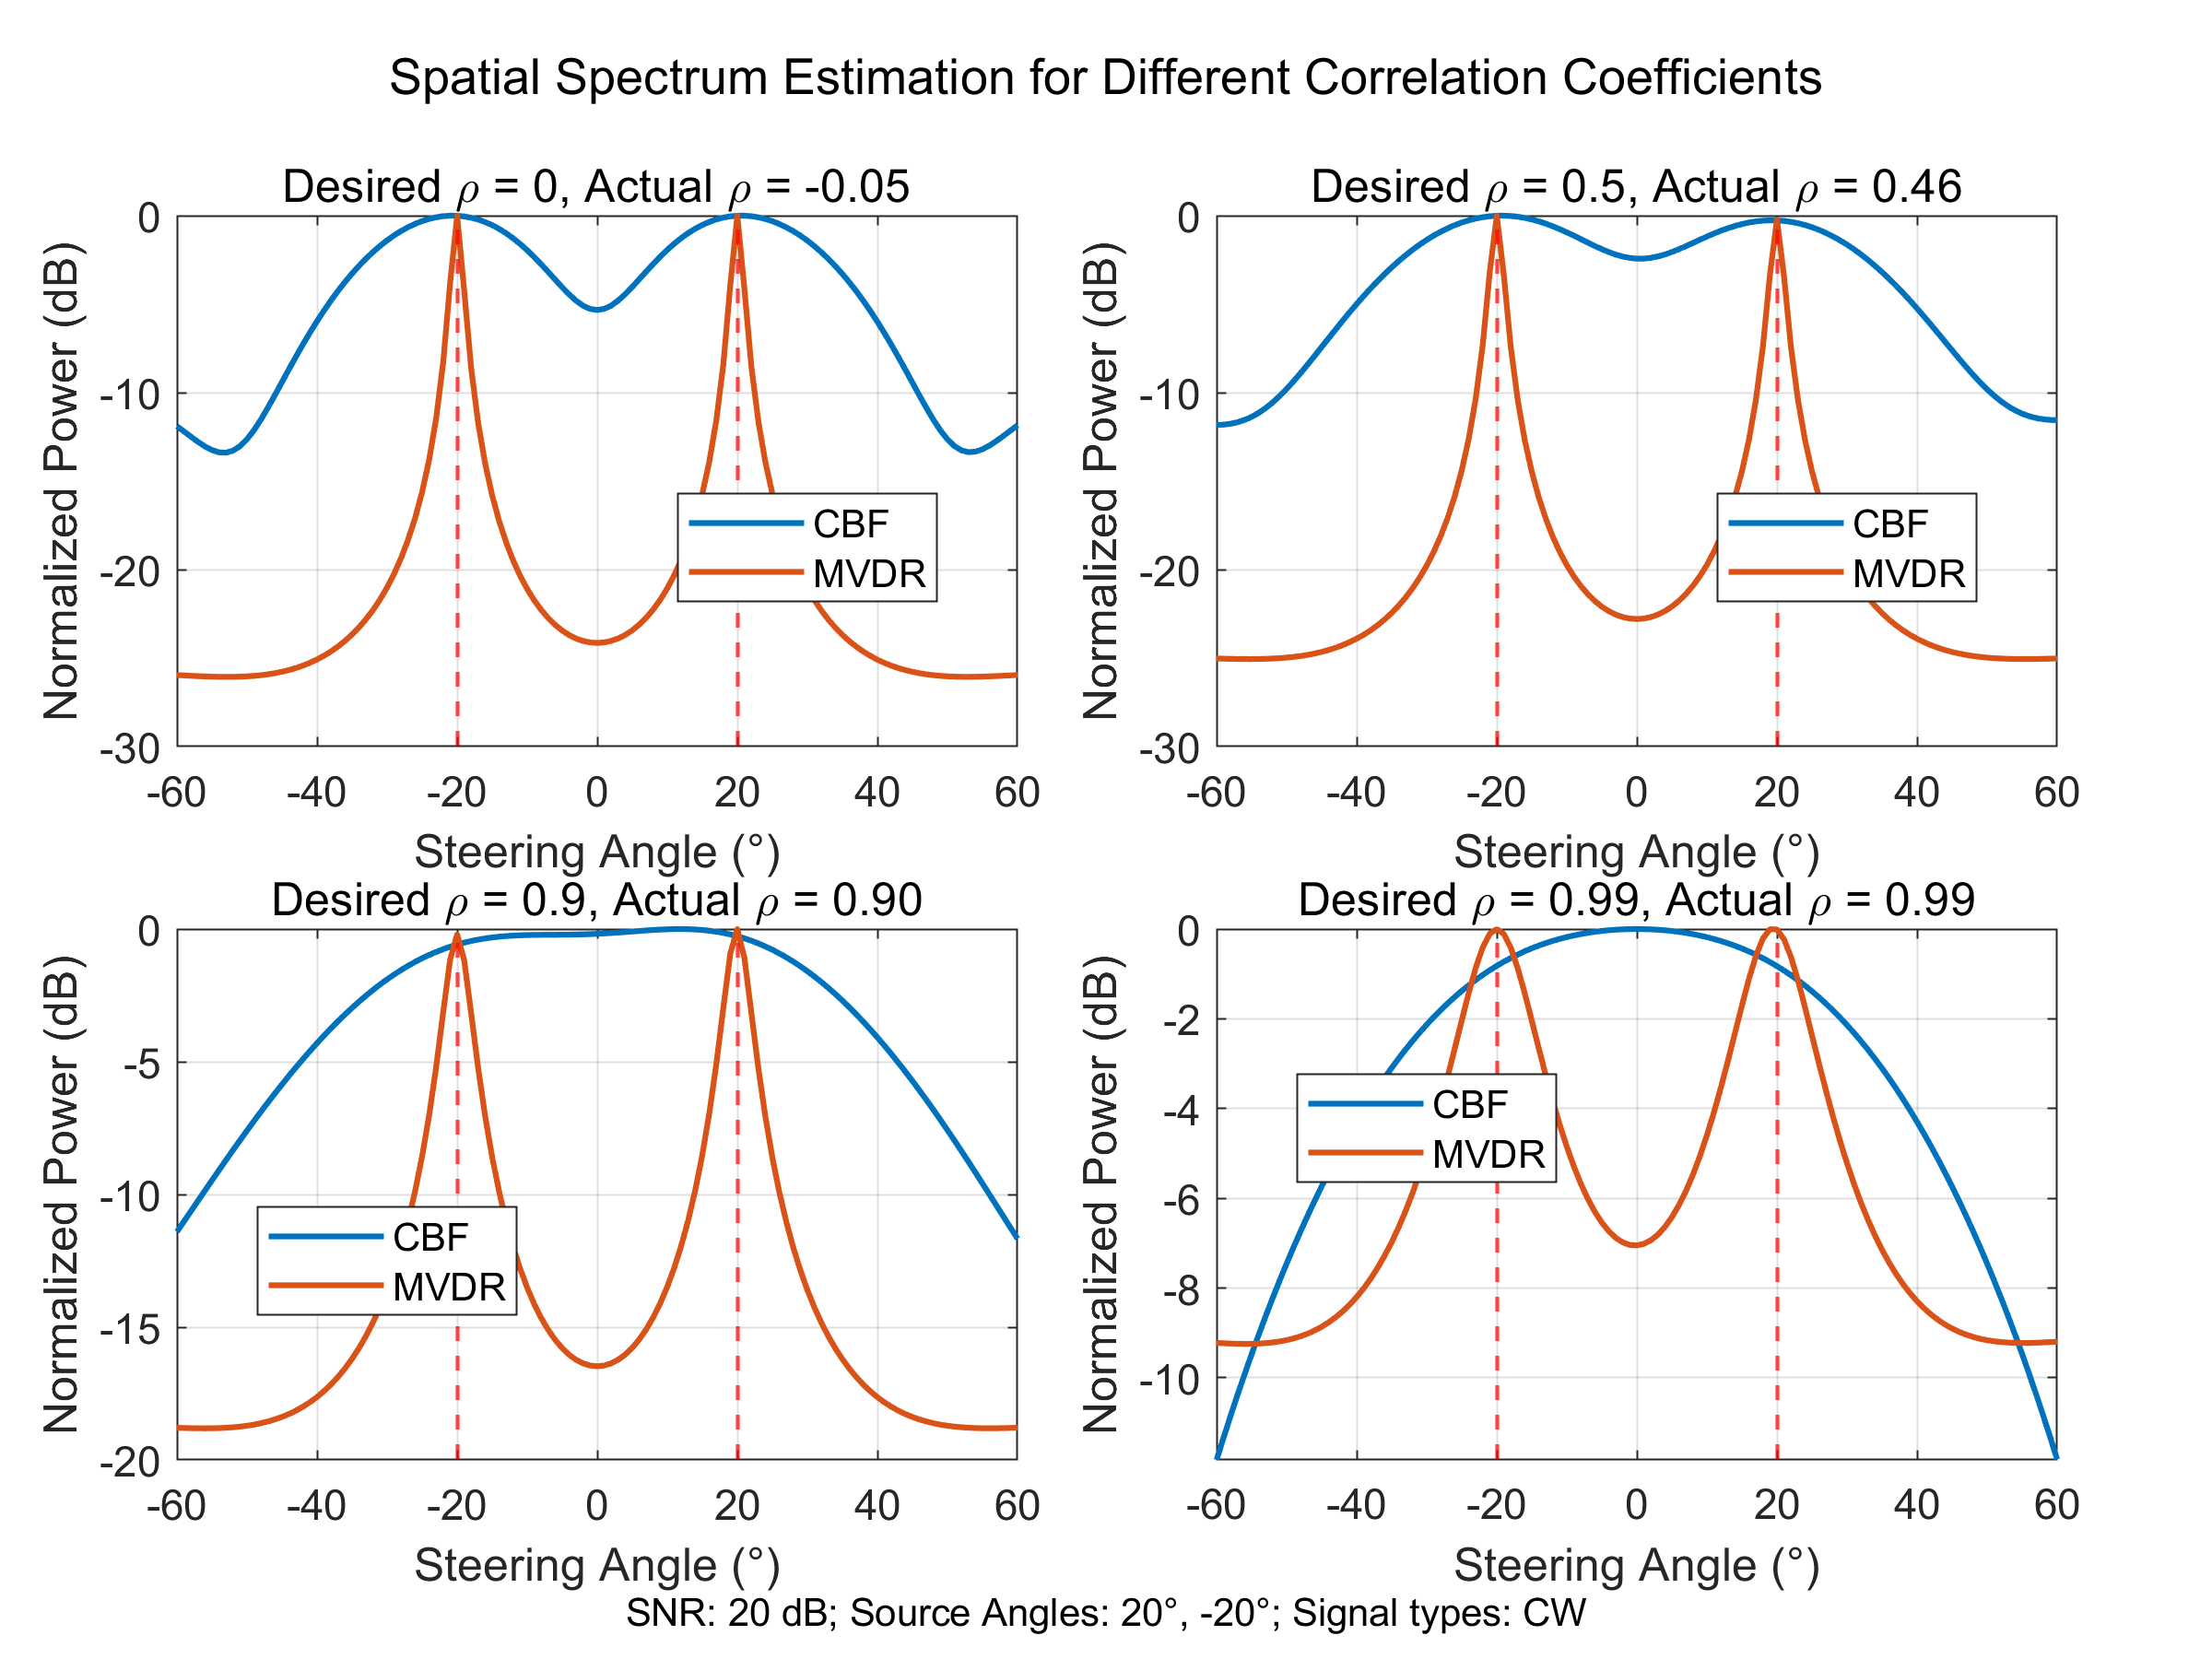 Spatial Spectrum Estimation for Different Correlation Coefficients
Desired ρ = 0, Actual ρ = -0.05
Normalized Power (dB)
0
-10
-20
-30
CBF
MVDR
-60 -40 -20 0 20 40 60
Steering Angle (°)
Desired ρ = 0.5, Actual ρ = 0.46
Normalized Power (dB)
0
-10
-20
-30
CBF
MVDR
-60 -40 -20 0 20 40 60
Steering Angle (°)
Desired ρ = 0.9, Actual ρ = 0.90
Normalized Power (dB)
0
-5
-10
-15
-20
CBF
MVDR
-60 -40 -20 0 20 40 60
Steering Angle (°)
Desired ρ = 0.99, Actual ρ = 0.99
Normalized Power (dB)
0
-2
-4
-6
-8
-10
CBF
MVDR
-60 -40 -20 0 20 40 60
Steering Angle (°)
SNR: 20 dB; Source Angles: 20°, -20°; Signal types: CW